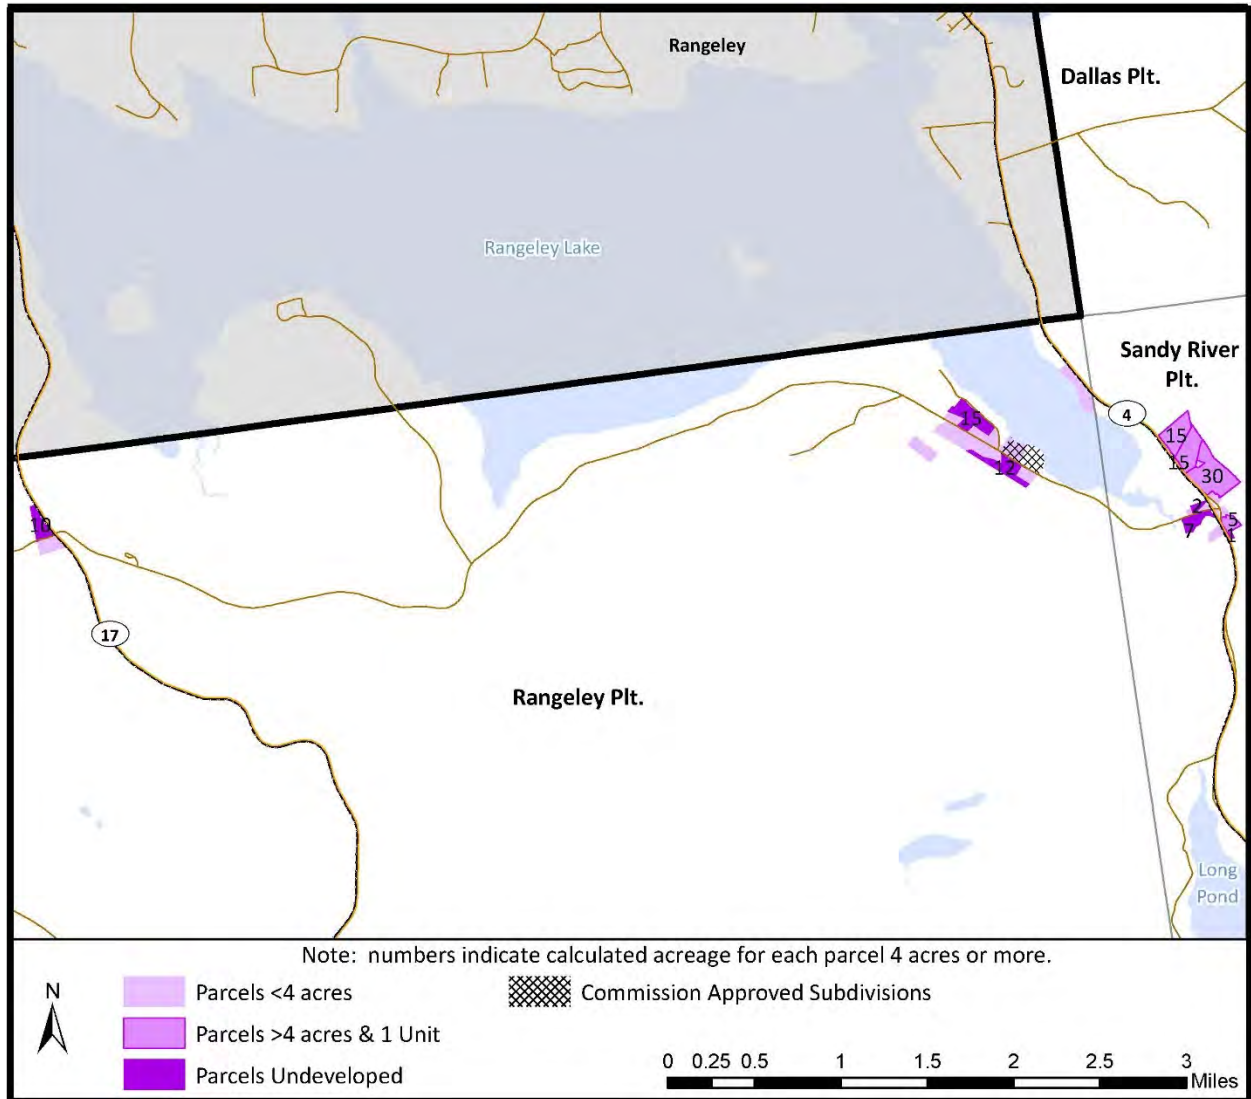 Rangeley
Dallas Plt.
Rangeley Lake
Sandy River
Plt.
4
15
15
15
30
12
2
5
7
1
10
17
Rangeley Plt.
Long
Pond
Note: numbers indicate calculated acreage for each parcel 4 acres or more.
N
Parcels <4 acres
Commission Approved Subdivisions
Parcels >4 acres & 1 Unit
Parcels Undeveloped
0 0.25 0.5 1 1.5 2 2.5 3
Miles